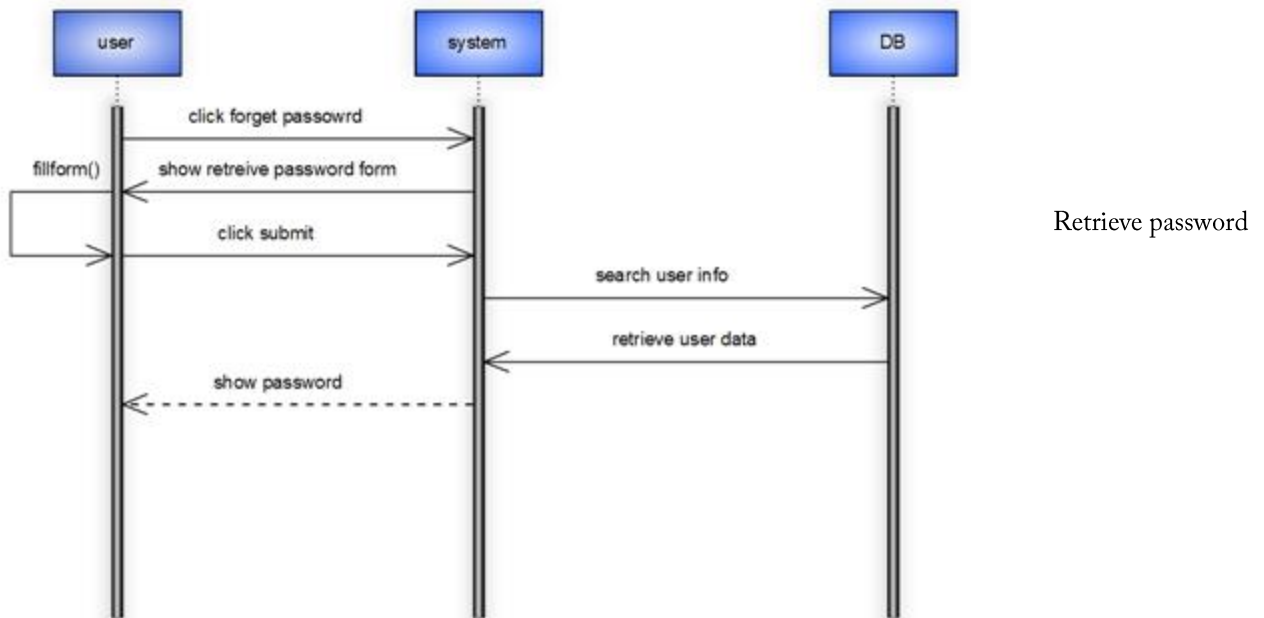 user
system
DB
click forget passowrd
fillform()
show retreive password form
click submit
Retrieve password
search user info
retrieve user data
show password